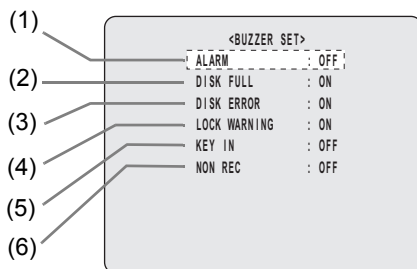 <BUZZER SET>
(1) ALARM : OFF
(2) DISK FULL : ON
(3) DISK ERROR : ON
(4) LOCK WARNING : ON
(5) KEY IN : OFF
(6) NON REC : OFF